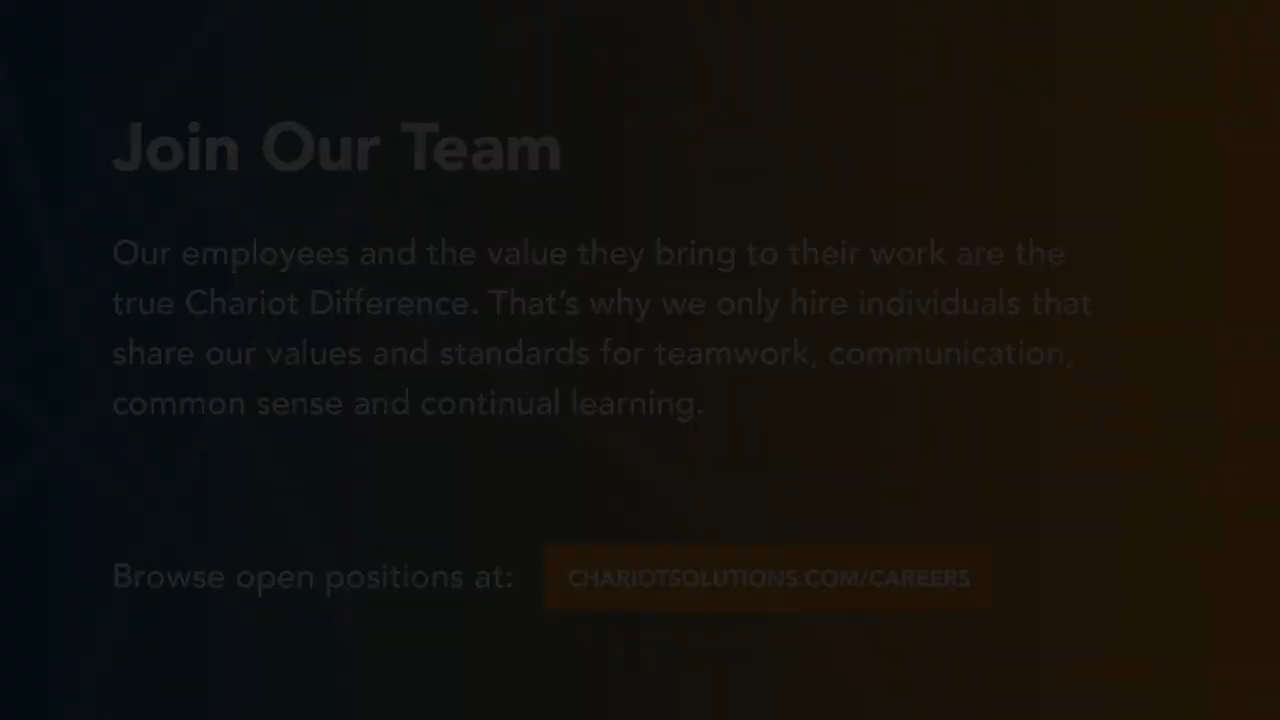 Join Our Team
Our employees and the value they bring to their work are the
true Chariot Difference. That's why we only hire individuals that
share our values and standards for teamwork, communication,
common sense and continual learning.
Browse open positions at:
CHARIOTSOLUTIONS.COM/CAREERS